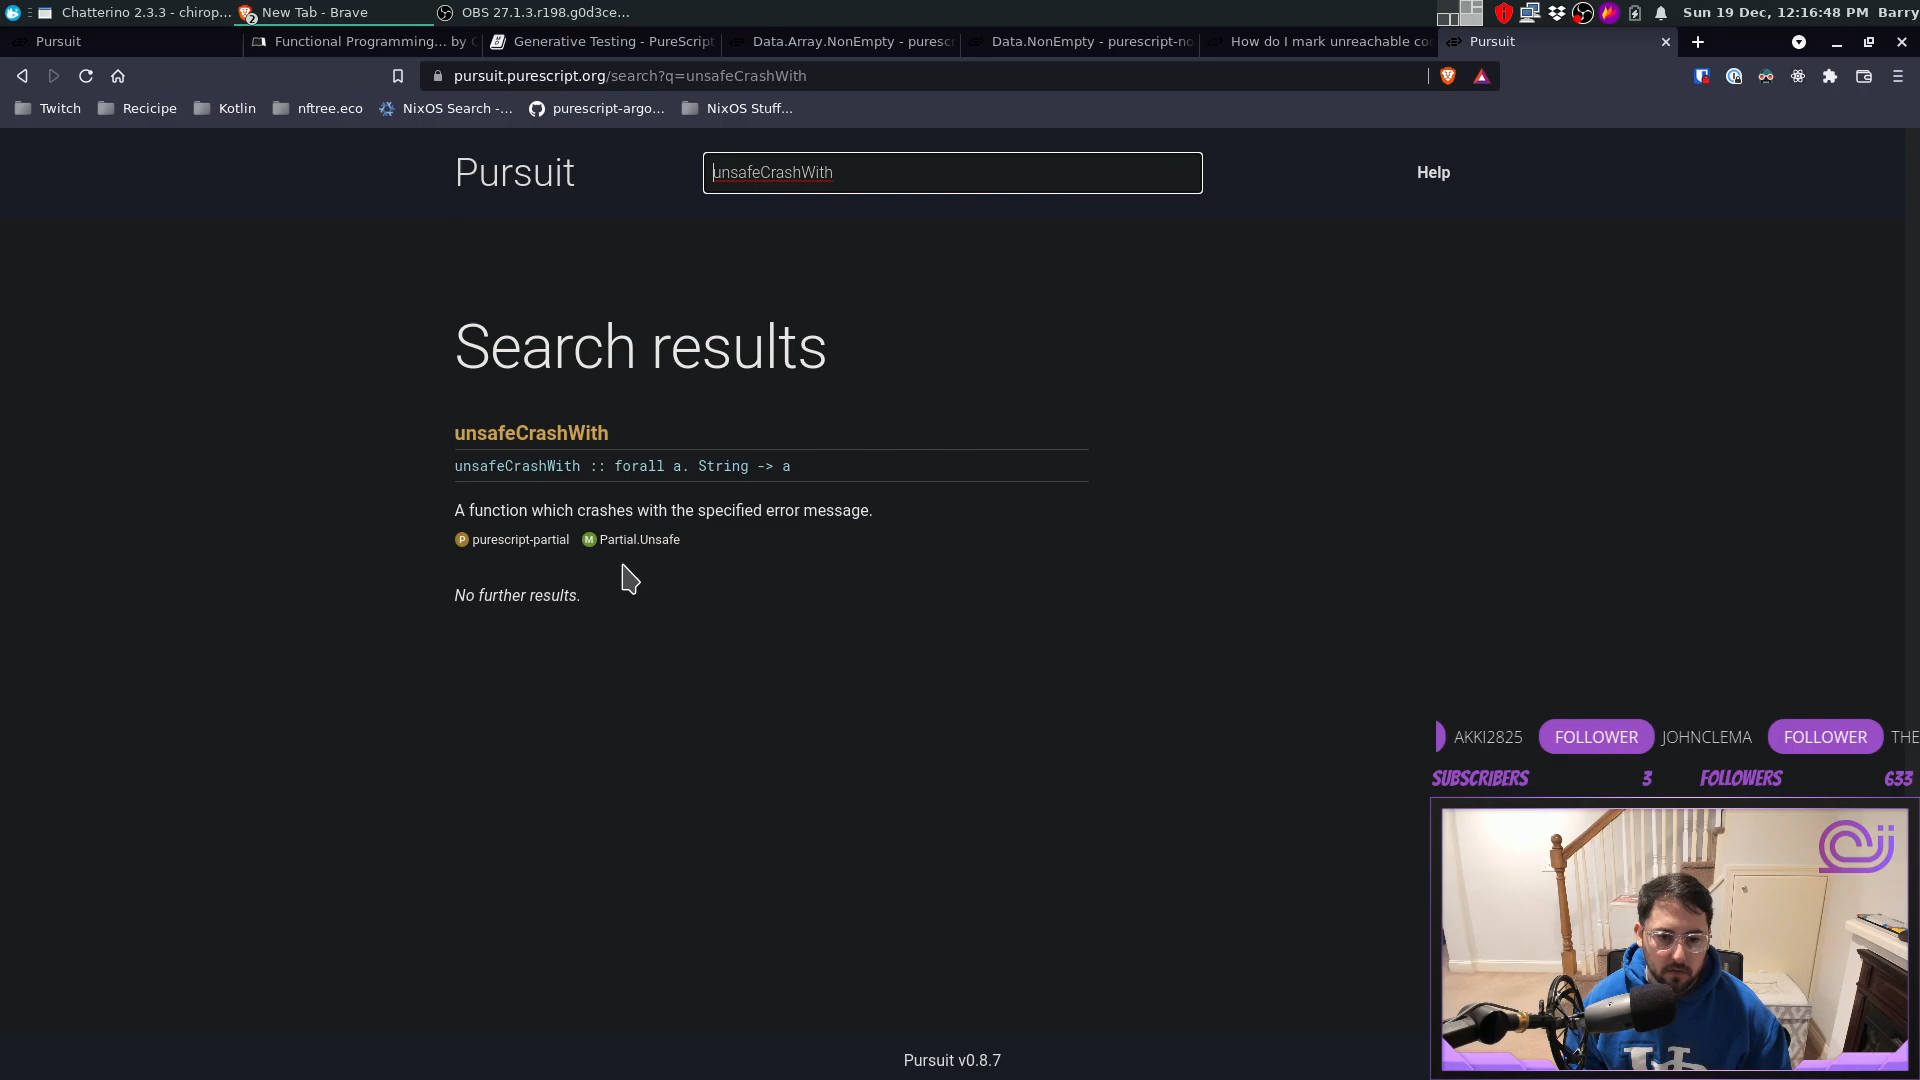 Chatterino 2.3.3 - chirop... 2 New Tab - Brave OBS 27.1.3.r198.g0d3ce... Sun 19 Dec, 12:16:48 PM Barry
Pursuit Functional Programming... by Generative Testing - PureScript Data.Array.NonEmpty - puresc Data.NonEmpty - purescript-no How do I mark unreachable co Pursuit
pursuit.purescript.org/search?q=unsafeCrashWith
Twitch Recicipe Kotlin nftree.eco NixOS Search -... purescript-argo... NixOS Stuff...
Pursuit unsafeCrashWith Help
Search results
unsafeCrashWith
unsafeCrashWith :: forall a. String -> a
A function which crashes with the specified error message.
P purescript-partial M Partial.Unsafe
No further results.
AKKI2825 FOLLOWER JOHNCLEMA FOLLOWER THE
SUBSCRIBERS 3 FOLLOWERS 633
Pursuit v0.8.7